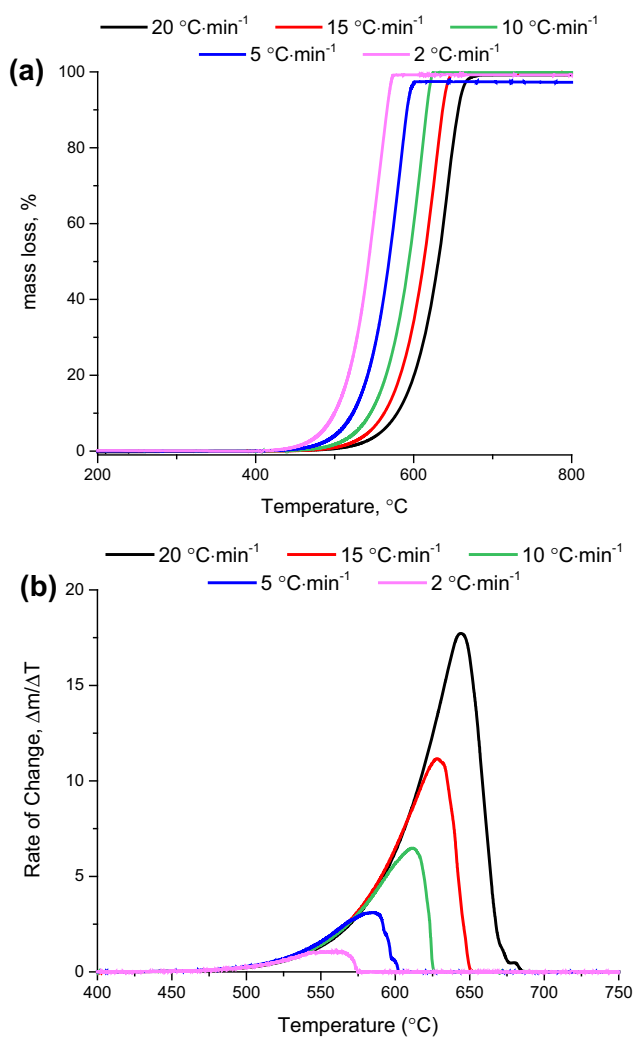 20 °C·min⁻¹ 15 °C·min⁻¹ 10 °C·min⁻¹
5 °C·min⁻¹ 2 °C·min⁻¹
(a)
100
80
60
40
20
0
mass loss, %
200 400 600 800
Temperature, °C
20 °C·min⁻¹ 15 °C·min⁻¹ 10 °C·min⁻¹
5 °C·min⁻¹ 2 °C·min⁻¹
(b)
20
15
10
5
0
Rate of Change, Δm/ΔT
400 450 500 550 600 650 700 750
Temperature (°C)